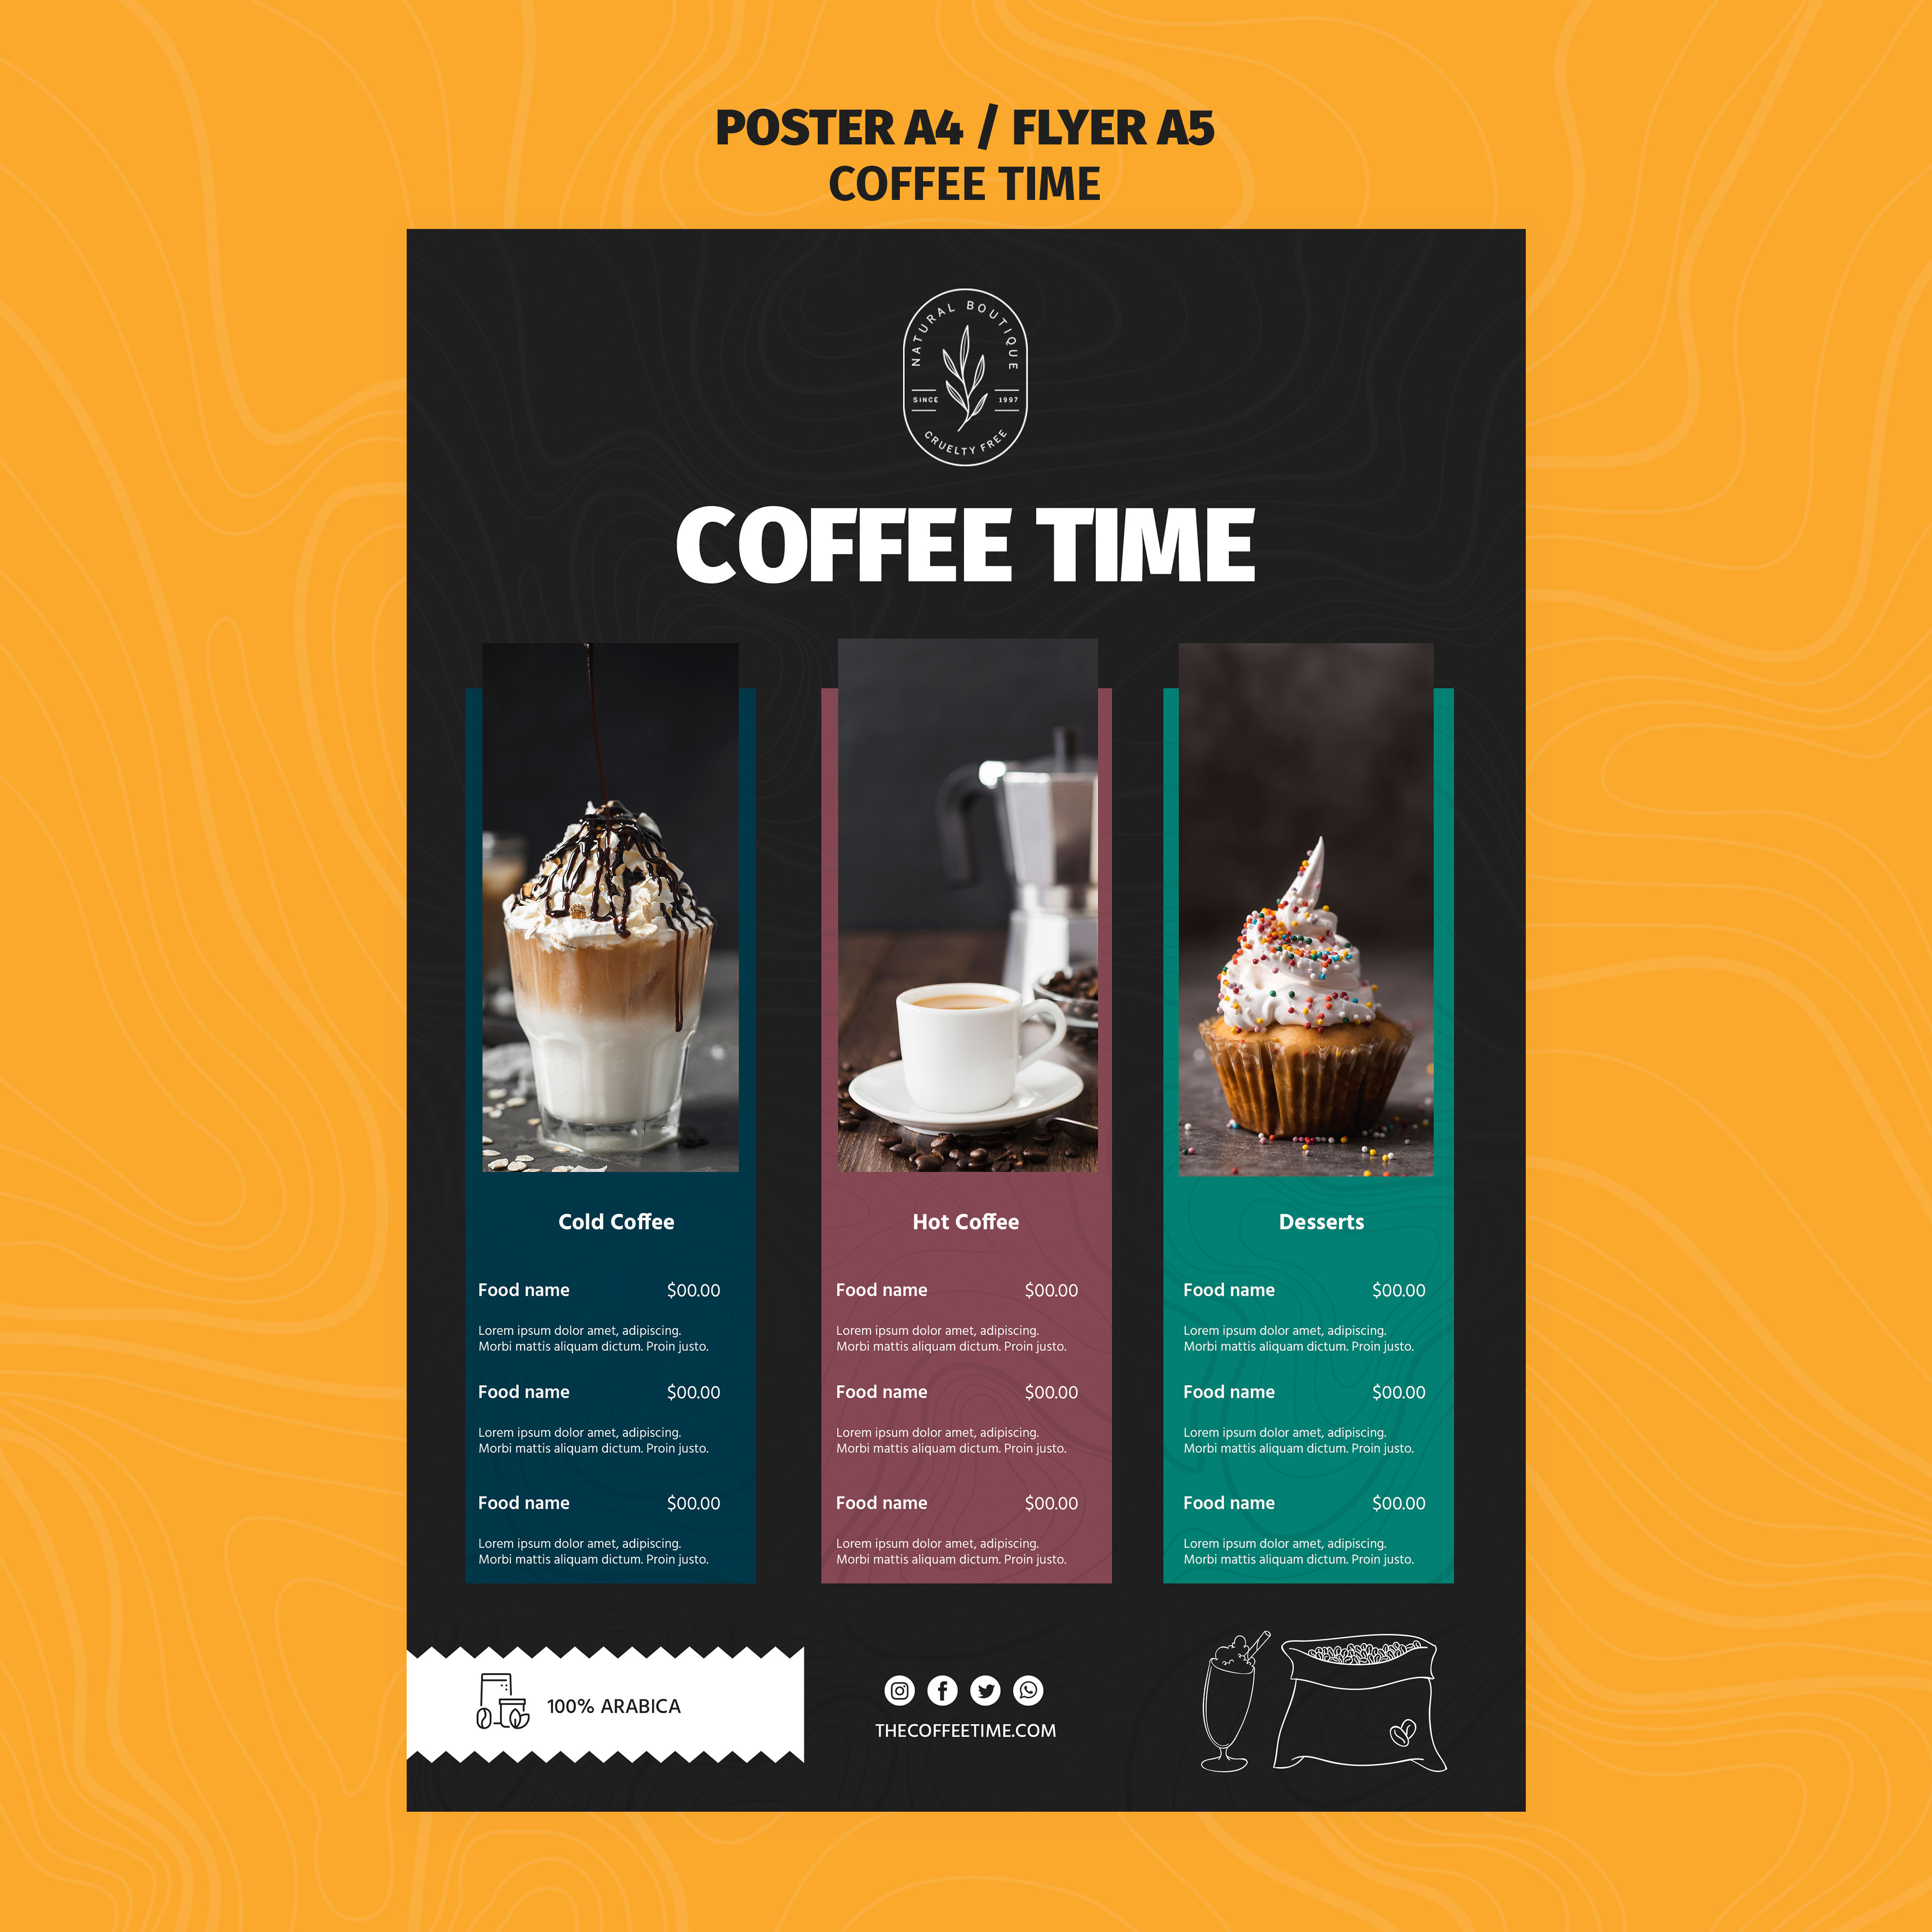 POSTER A4 / FLYER A5
COFFEE TIME
NATURAL BOUTIQUE
SINCE 1997
CRUELTY FREE
COFFEE TIME
Cold Coffee
Food name $00.00
Lorem ipsum dolor amet, adipiscing.
Morbi mattis aliquam dictum. Proin justo.
Food name $00.00
Lorem ipsum dolor amet, adipiscing.
Morbi mattis aliquam dictum. Proin justo.
Food name $00.00
Lorem ipsum dolor amet, adipiscing.
Morbi mattis aliquam dictum. Proin justo.
Hot Coffee
Food name $00.00
Lorem ipsum dolor amet, adipiscing.
Morbi mattis aliquam dictum. Proin justo.
Food name $00.00
Lorem ipsum dolor amet, adipiscing.
Morbi mattis aliquam dictum. Proin justo.
Food name $00.00
Lorem ipsum dolor amet, adipiscing.
Morbi mattis aliquam dictum. Proin justo.
Desserts
Food name $00.00
Lorem ipsum dolor amet, adipiscing.
Morbi mattis aliquam dictum. Proin justo.
Food name $00.00
Lorem ipsum dolor amet, adipiscing.
Morbi mattis aliquam dictum. Proin justo.
Food name $00.00
Lorem ipsum dolor amet, adipiscing.
Morbi mattis aliquam dictum. Proin justo.
100% ARABICA
THECOFFEETIME.COM